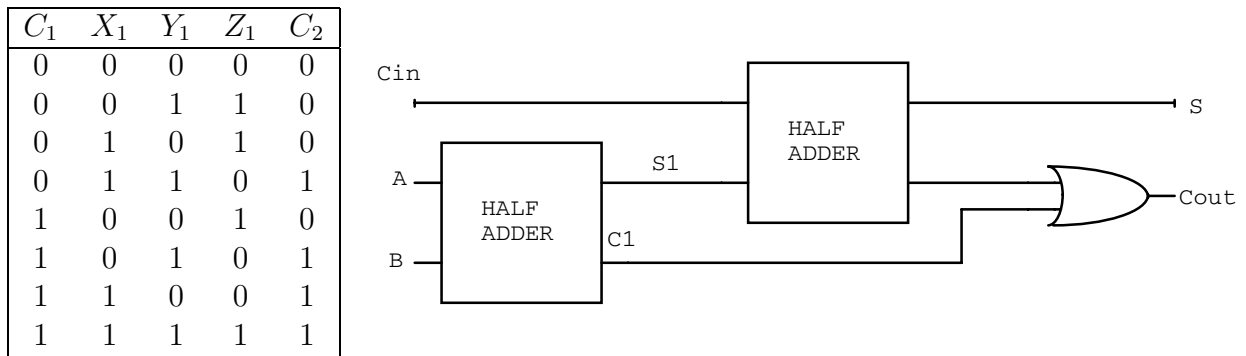 C1 X1 Y1 Z1 C2
0 0 0 0 0
0 0 1 1 0
0 1 0 1 0
0 1 1 0 1
1 0 0 1 0
1 0 1 0 1
1 1 0 0 1
1 1 1 1 1
Cin
S
HALF
ADDER
S1
A
HALF
ADDER
Cout
C1
B